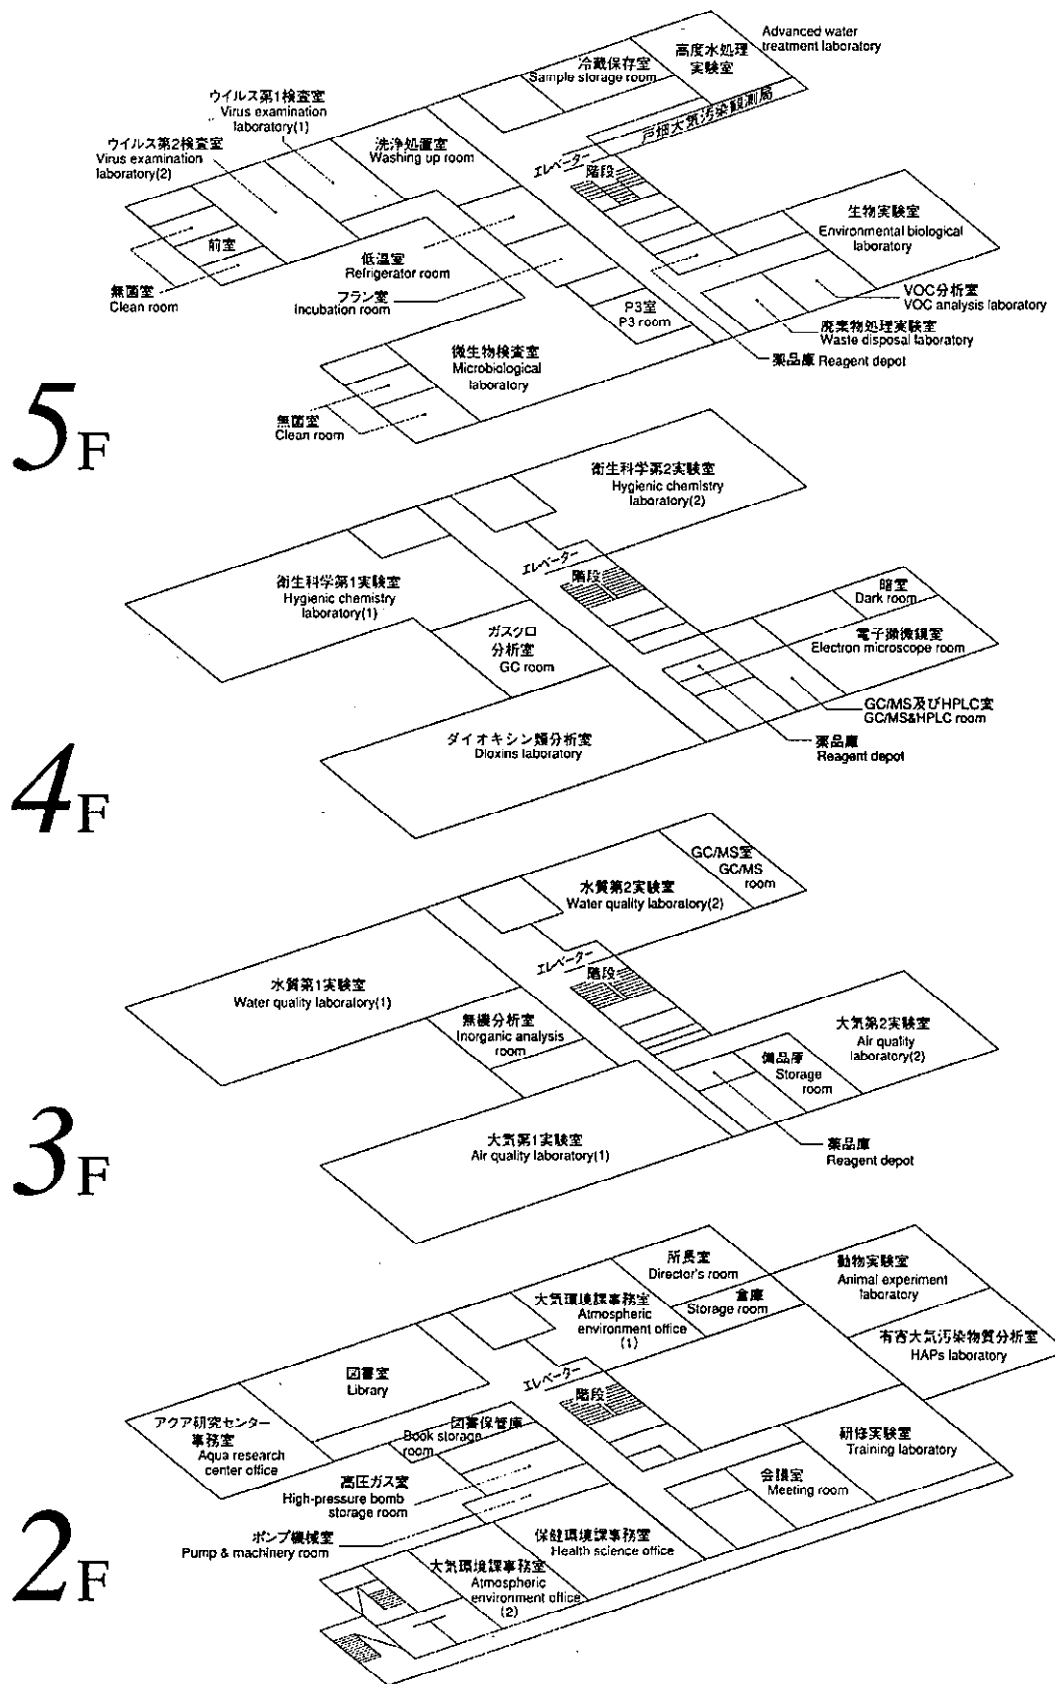 Advanced water
treatment laboratory
高度水処理
実験室
冷蔵保存室
Sample storage room
戸畑大気汚染観測局
ウイルス第1検査室
Virus examination
laboratory(1)
ウイルス第2検査室
Virus examination
laboratory(2)
洗浄処置室
Washing up room
エレベーター
階段
生物実験室
Environmental biological
laboratory
前室
無菌室
Clean room
低温室
Refrigerator room
フラン室
Incubation room
P3室
P3 room
VOC分析室
VOC analysis laboratory
廃棄物処理実験室
Waste disposal laboratory
薬品庫 Reagent depot
微生物検査室
Microbiological
laboratory
無菌室
Clean room
5F
衛生科学第2実験室
Hygienic chemistry
laboratory(2)
エレベーター
階段
衛生科学第1実験室
Hygienic chemistry
laboratory(1)
暗室
Dark room
ガスクロ
分析室
GC room
電子顕微鏡室
Electron microscope room
GC/MS及びHPLC室
GC/MS&HPLC room
薬品庫
Reagent depot
ダイオキシン類分析室
Dioxins laboratory
4F
GC/MS室
GC/MS
room
水質第2実験室
Water quality laboratory(2)
エレベーター
階段
水質第1実験室
Water quality laboratory(1)
無機分析室
Inorganic analysis
room
大気第2実験室
Air quality
laboratory(2)
備品庫
Storage
room
大気第1実験室
Air quality laboratory(1)
薬品庫
Reagent depot
3F
所長室
Director's room
動物実験室
Animal experiment
laboratory
大気環境課事務室
Atmospheric
environment office
(1)
倉庫
Storage room
有害大気汚染物質分析室
HAPs laboratory
図書室
Library
エレベーター
階段
アクア研究センター
事務室
Aqua research
center office
図書保管庫
Book storage
room
研修実験室
Training laboratory
高圧ガス室
High-pressure bomb
storage room
会議室
Meeting room
ポンプ機械室
Pump & machinery room
保健環境課事務室
Health science office
大気環境課事務室
Atmospheric
environment office
(2)
2F